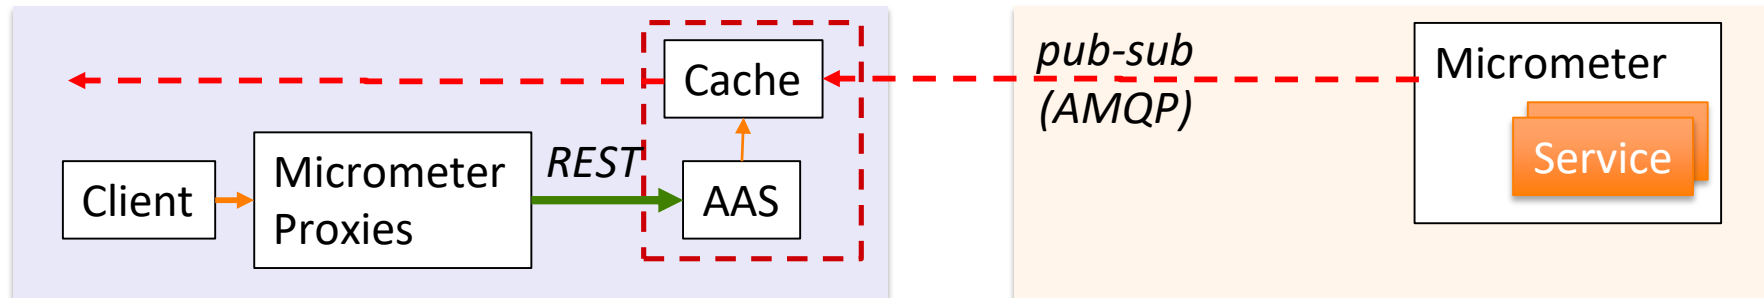 Client
Micrometer
Proxies
REST
Cache
AAS
pub-sub
(AMQP)
Micrometer
Service